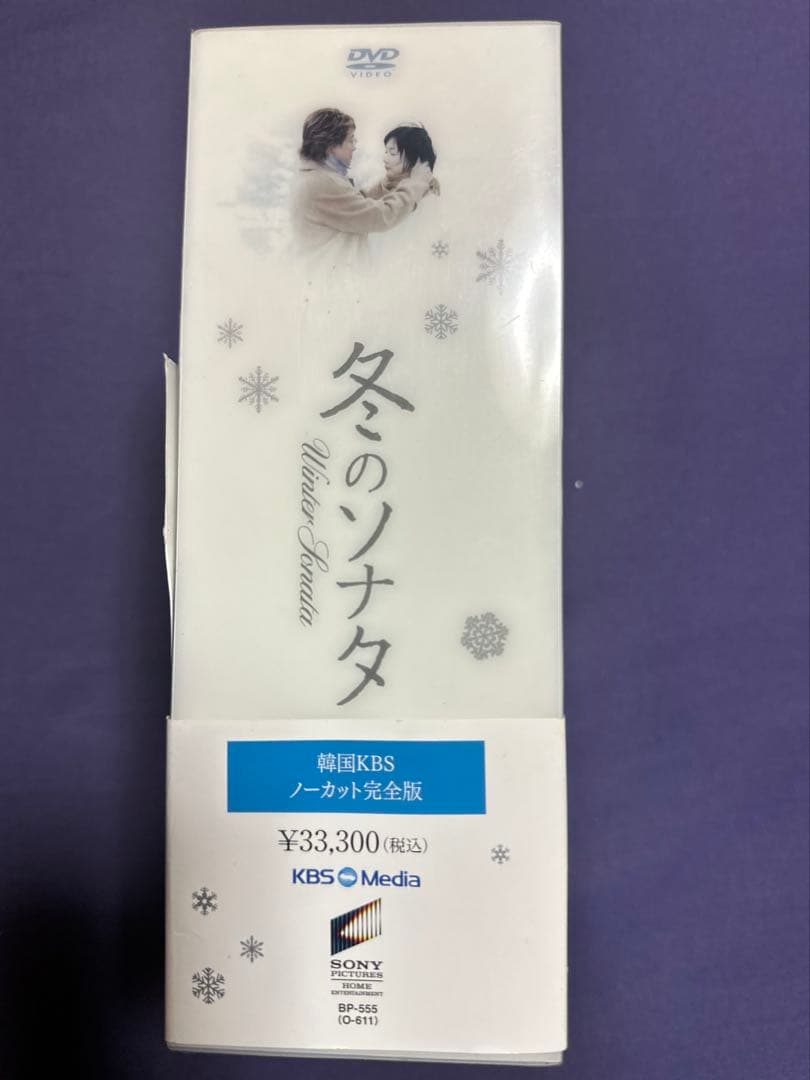 DVD
VIDEO
冬のソナタ
Winter Sonata
韓国KBS
ノーカット完全版
¥33,300(税込)
KBS Media
SONY
PICTURES
HOME
ENTERTAINMENT
BP-555
(O-611)